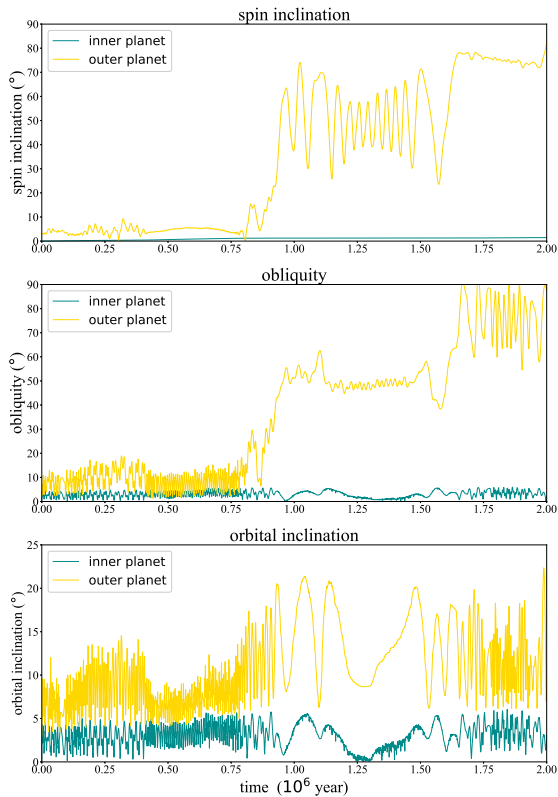 spin inclination
inner planet
outer planet
spin inclination (°)
90
80
70
60
50
40
30
20
10
0
0.00 0.25 0.50 0.75 1.00 1.25 1.50 1.75 2.00
obliquity
inner planet
outer planet
obliquity (°)
90
80
70
60
50
40
30
20
10
0
0.00 0.25 0.50 0.75 1.00 1.25 1.50 1.75 2.00
orbital inclination
inner planet
outer planet
orbital inclination (°)
25
20
15
10
5
0
0.00 0.25 0.50 0.75 1.00 1.25 1.50 1.75 2.00
time (10⁶ year)